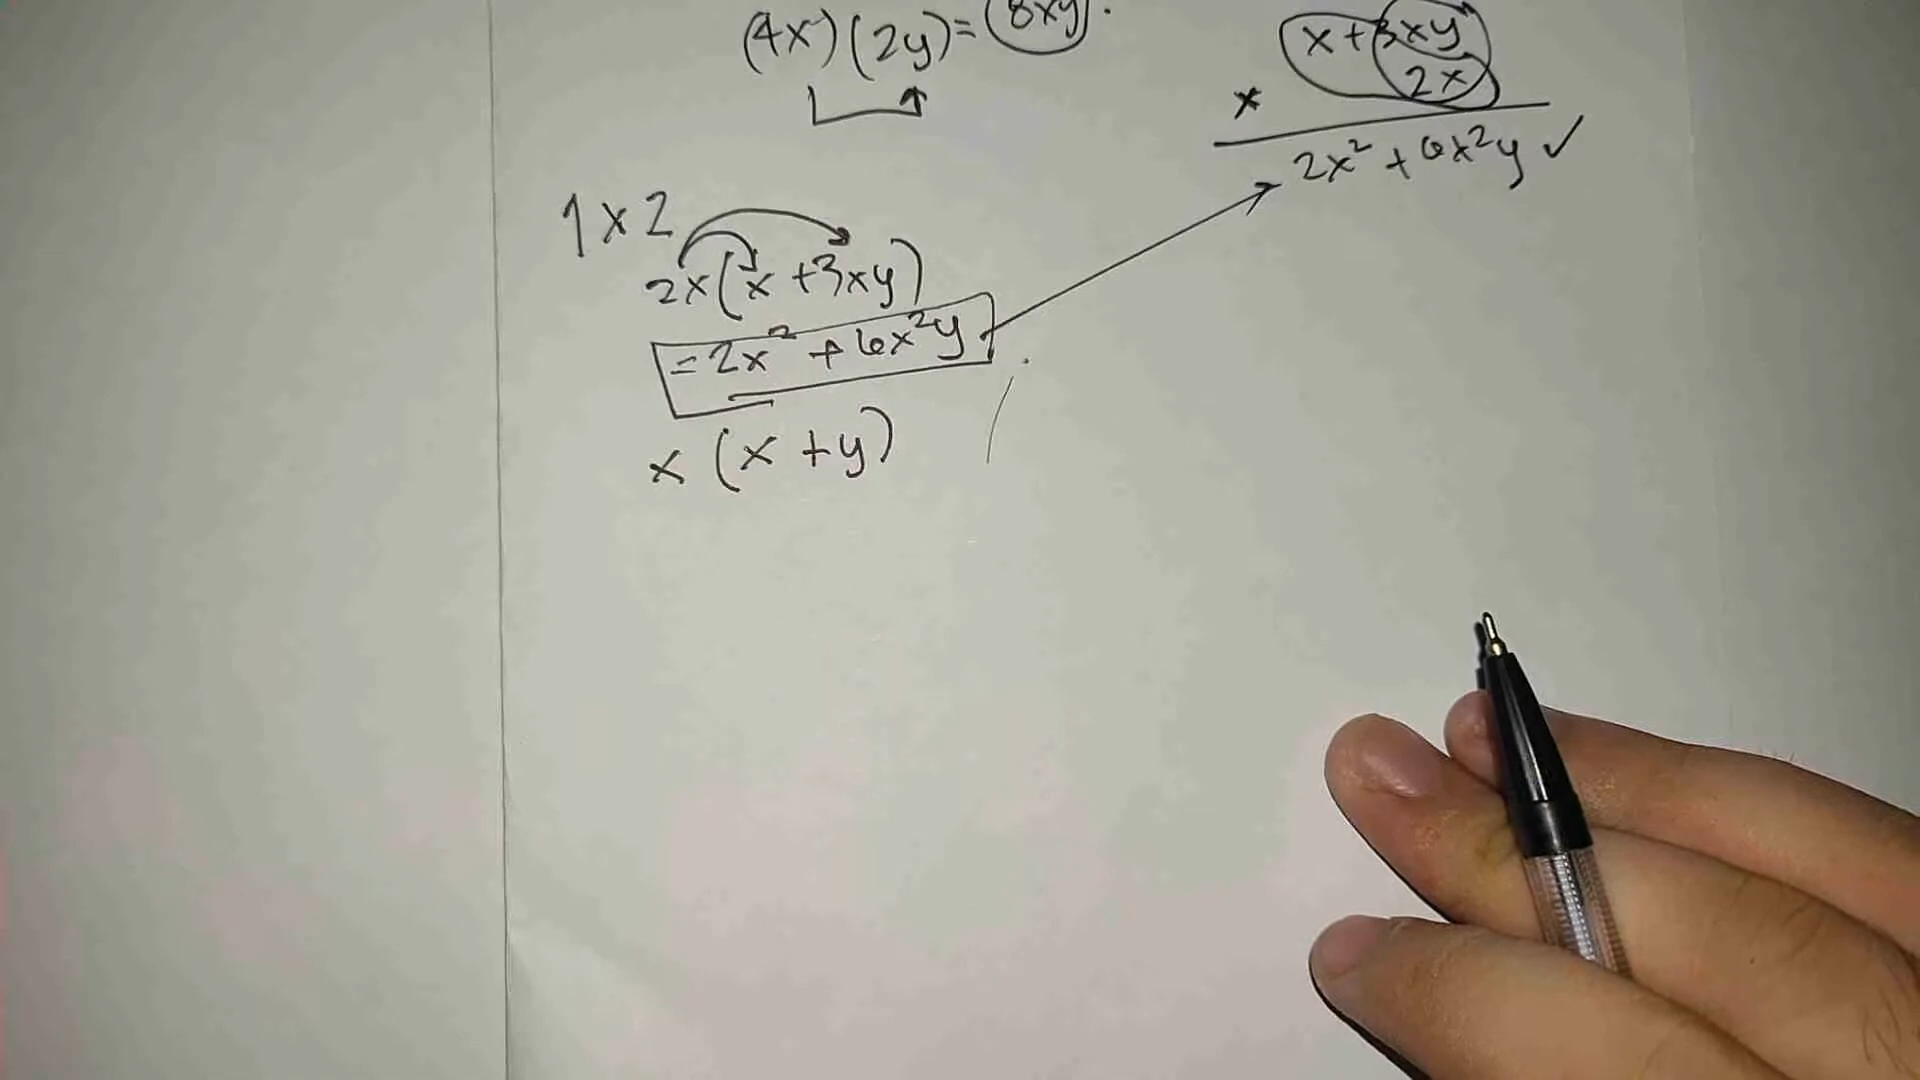 (4x)(2y) = 8xy.
x+3xy
2x
×
2x² + 6x²y ✓
1 x 2
2x(x +3xy)
= 2x² + 6x²y
x (x + y)